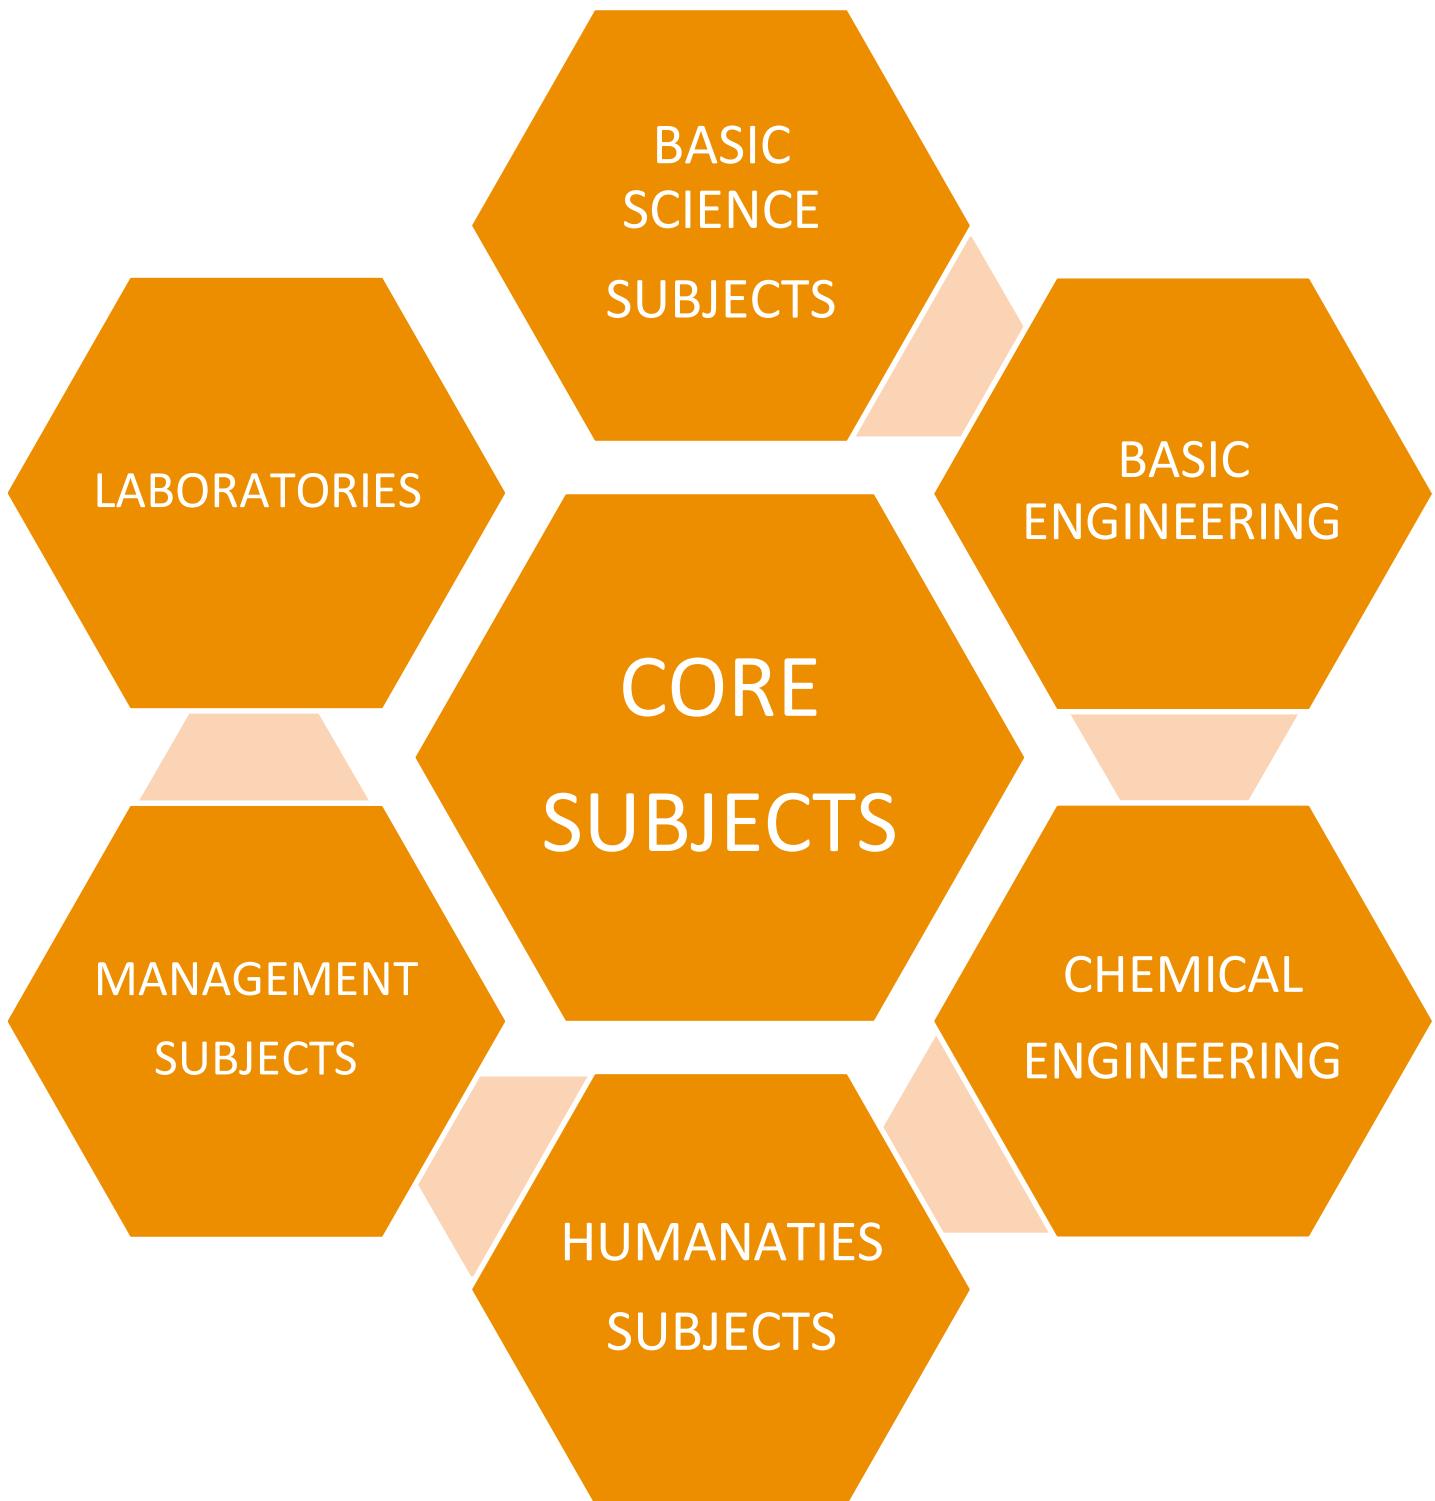 BASIC
SCIENCE
SUBJECTS
BASIC
ENGINEERING
CHEMICAL
ENGINEERING
HUMANATIES
SUBJECTS
MANAGEMENT
SUBJECTS
LABORATORIES
CORE
SUBJECTS